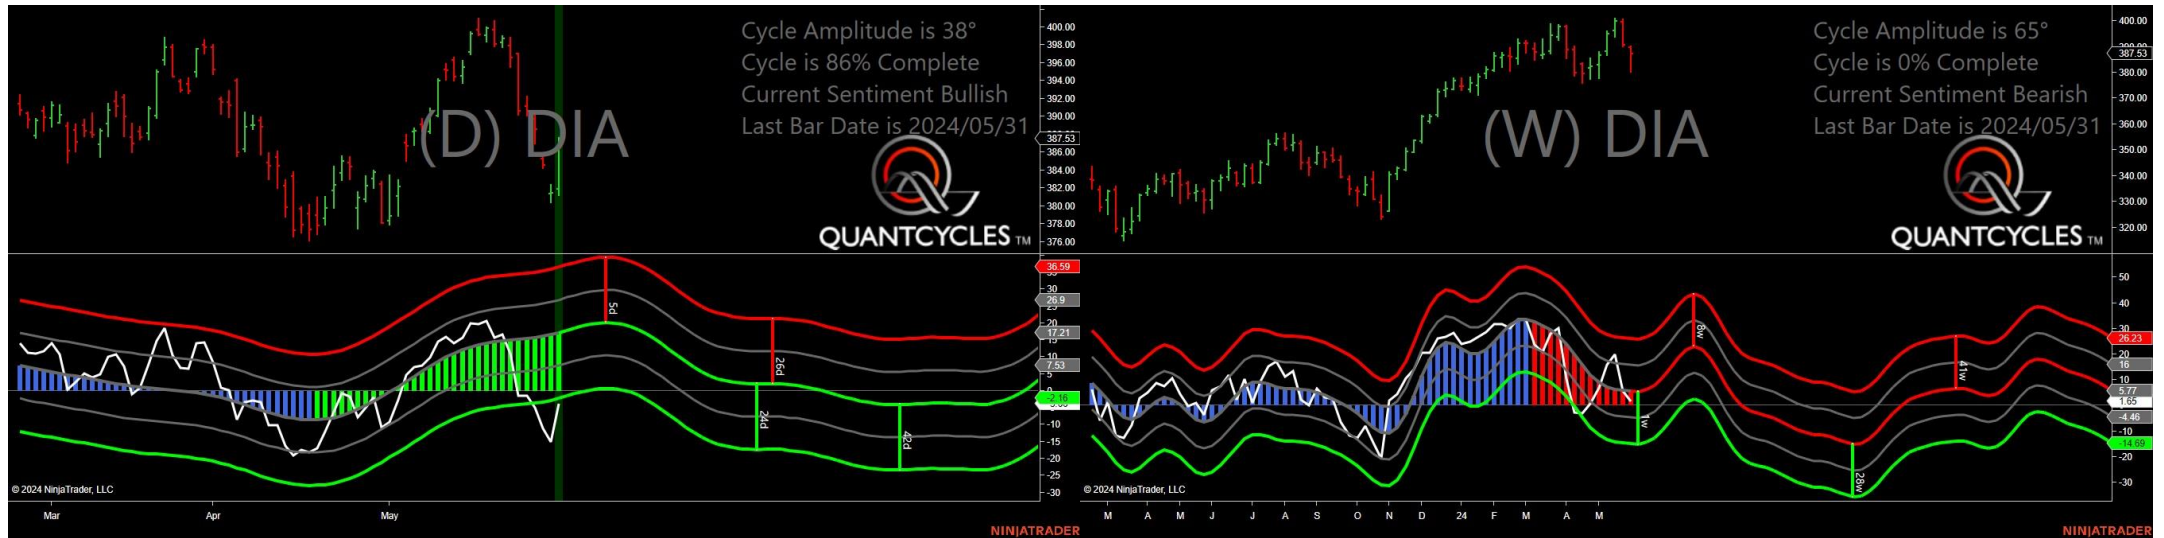 Cycle Amplitude is 38°
Cycle is 86% Complete
Current Sentiment Bullish
Last Bar Date is 2024/05/31
(D) DIA
QUANTCYCLES TM
400.00
398.00
396.00
394.00
392.00
390.00
387.53
386.00
384.00
382.00
380.00
378.00
376.00
36.59
26.9
20
17.21
15
10
7.53
5
0
-2.16
-10
-15
-20
-25
-30
5d
26d
24d
42d
© 2024 NinjaTrader, LLC
Mar Apr May
NINJATRADER
Cycle Amplitude is 65°
Cycle is 0% Complete
Current Sentiment Bearish
Last Bar Date is 2024/05/31
(W) DIA
QUANTCYCLES TM
400.00
387.53
380.00
370.00
360.00
350.00
340.00
330.00
320.00
50
40
30
26.23
20
16
10
5.77
1.65
-4.46
-10
-14.69
-20
-30
8w
41w
1w
28w
© 2024 NinjaTrader, LLC
M A M J J A S O N D 24 F M A M
NINJATRADER